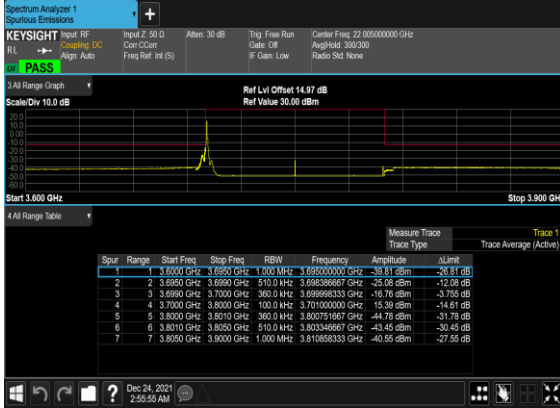 Spectrum Analyzer 1
Spurious Emissions
+
KEYSIGHT Input: RF Input Z: 50 Ω Atten: 30 dB Trig: Free Run Center Freq: 22.005000000 GHz
RL Coupling: DC Corr CCorr Gate: Off Avg|Hold: 300/300
Align: Auto Freq Ref: Int (S) IF Gain: Low Radio Std: None
LXI PASS
3 All Range Graph
Ref Lvl Offset 14.97 dB
Scale/Div 10.0 dB Ref Value 30.00 dBm
20.0
10.0
0.00
-10.0
-20.0
-30.0
-40.0
-50.0
-60.0
Start 3.600 GHz Stop 3.900 GH
4 All Range Table
Measure Trace Trace 1
Trace Type Trace Average (Active)
Spur Range Start Freq Stop Freq RBW Frequency Amplitude ΔLimit
1 1 3.6000 GHz 3.6950 GHz 1.000 MHz 3.695000000 GHz -39.81 dBm -26.81 dB
2 2 3.6950 GHz 3.6990 GHz 510.0 kHz 3.698386667 GHz -25.08 dBm -12.08 dB
3 3 3.6990 GHz 3.7000 GHz 360.0 kHz 3.699998333 GHz -16.76 dBm -3.755 dB
4 4 3.7000 GHz 3.8000 GHz 100.0 kHz 3.701000000 GHz 15.39 dBm -14.61 dB
5 5 3.8000 GHz 3.8010 GHz 360.0 kHz 3.800751667 GHz -44.78 dBm -31.78 dB
6 6 3.8010 GHz 3.8050 GHz 510.0 kHz 3.803346667 GHz -43.45 dBm -30.45 dB
7 7 3.8050 GHz 3.9000 GHz 1.000 MHz 3.810858333 GHz -40.55 dBm -27.55 dB
? Dec 24, 2021
2:55:55 AM